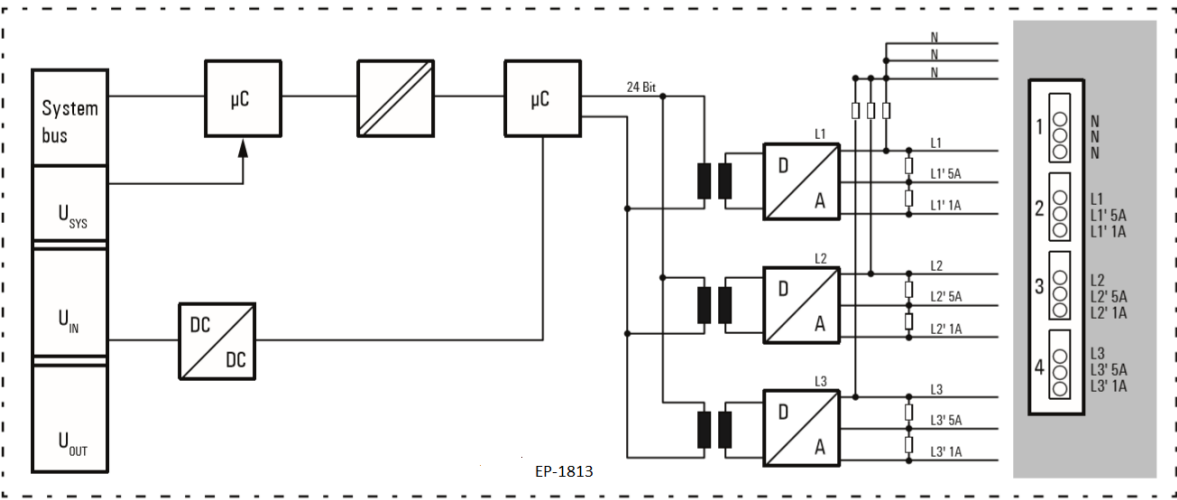 N
N
N
System
bus
μC
μC
24 Bit
U SYS
U IN
DC
DC
U OUT
L1
D
A
L1
L1' 5A
L1' 1A
L2
D
A
L2
L2' 5A
L2' 1A
L3
D
A
L3
L3' 5A
L3' 1A
1
N
N
N
2
L1
L1' 5A
L1' 1A
3
L2
L2' 5A
L2' 1A
4
L3
L3' 5A
L3' 1A
EP-1813